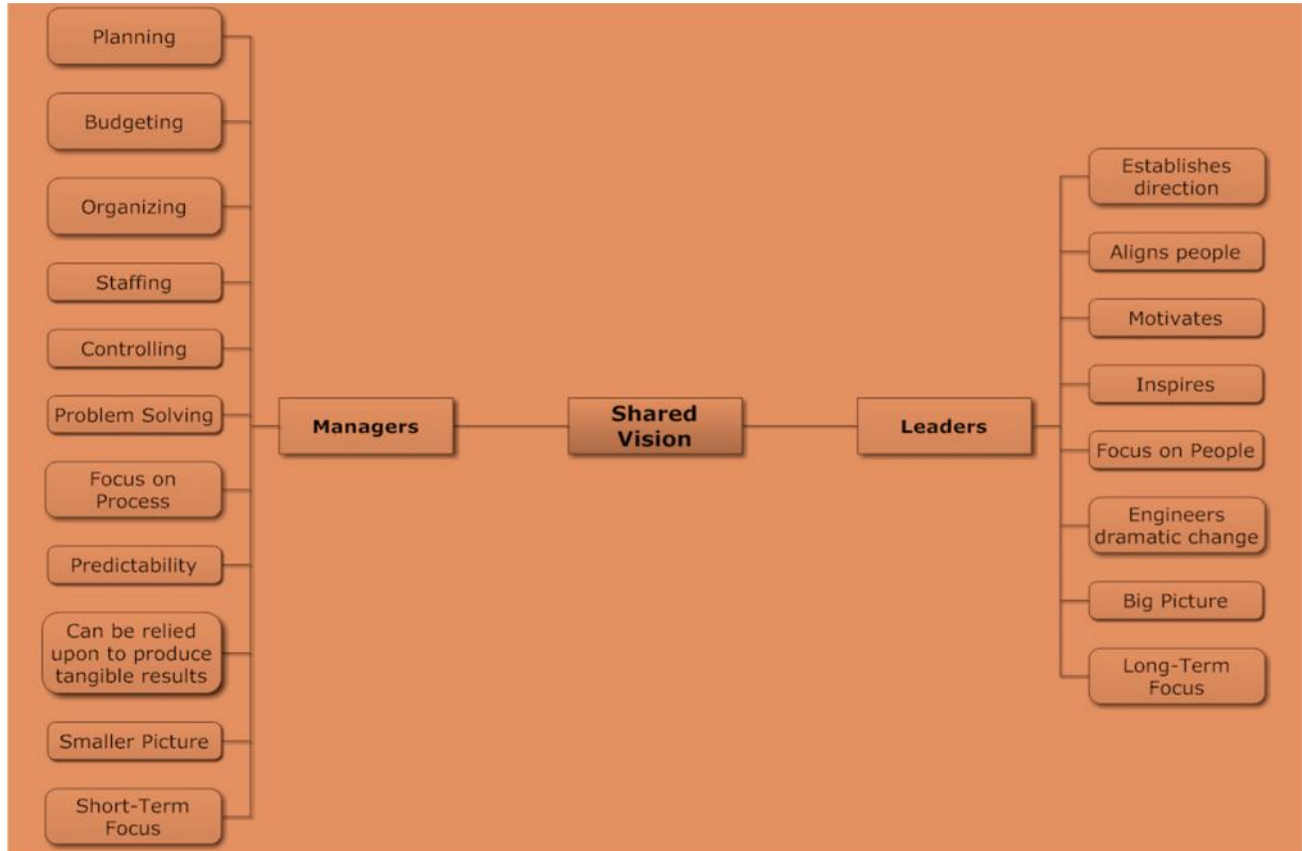 Planning
Budgeting
Organizing
Staffing
Controlling
Problem Solving
Focus on
Process
Predictability
Can be relied
upon to produce
tangible results
Smaller Picture
Short-Term
Focus
Managers
Shared
Vision
Leaders
Establishes
direction
Aligns people
Motivates
Inspires
Focus on People
Engineers
dramatic change
Big Picture
Long-Term
Focus